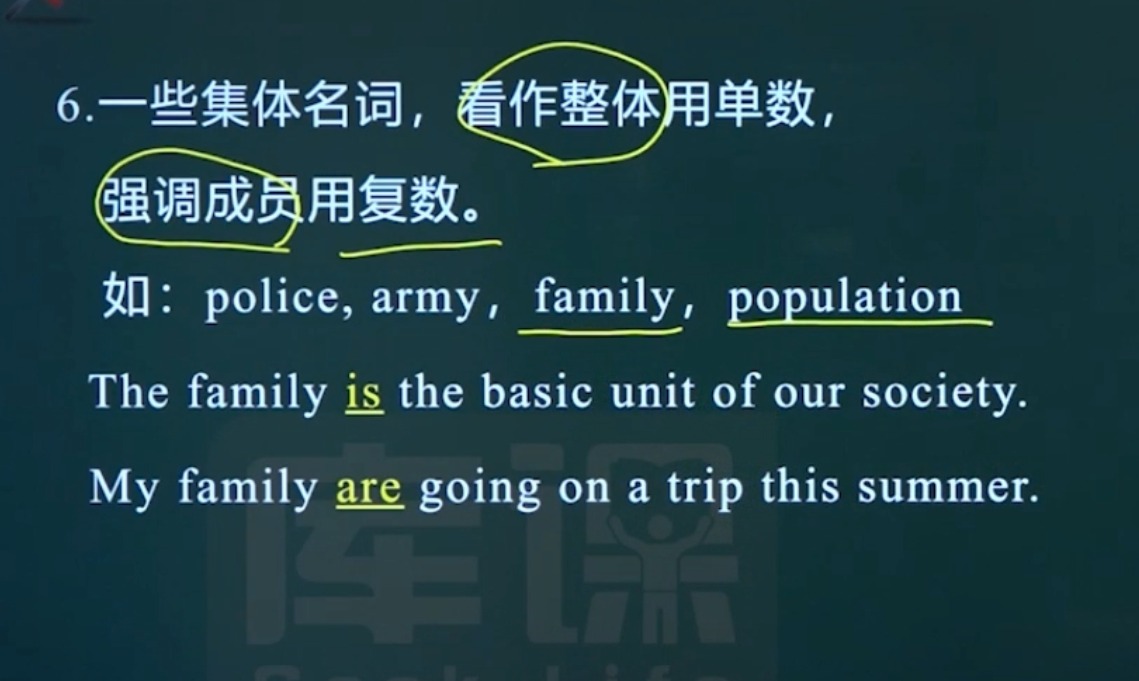 6.一些集体名词，看作整体用单数，
强调成员用复数。
如：police, army，family，population
The family is the basic unit of our society.
My family are going on a trip this summer.
库课